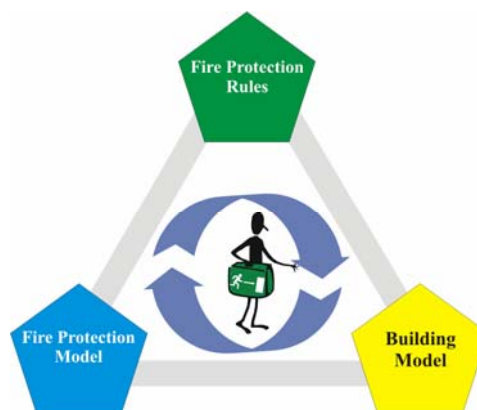 Fire Protection
Rules
Fire Protection
Model
Building
Model